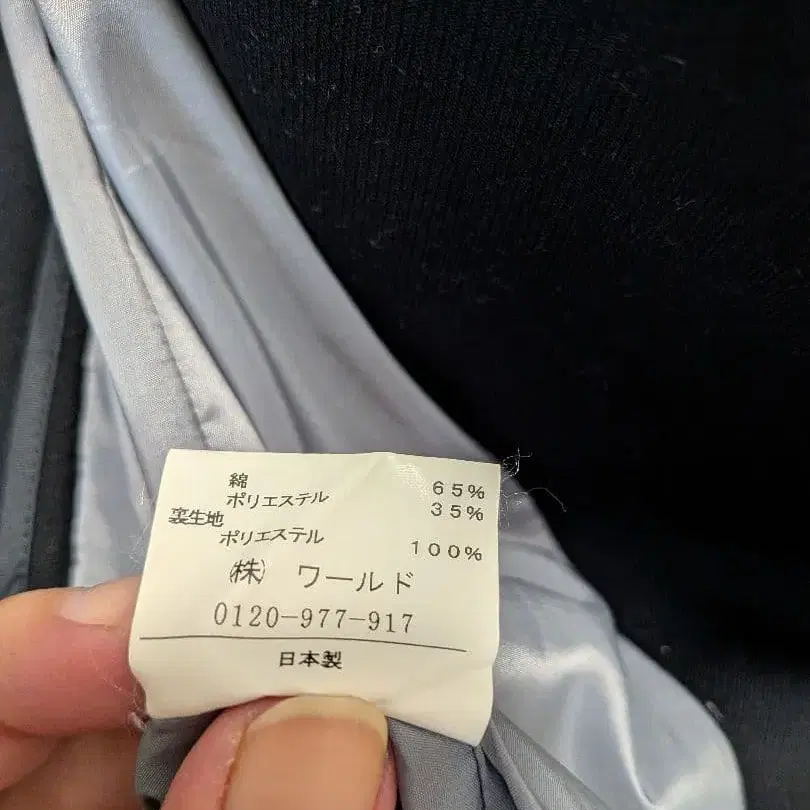 綿 65%
ポリエステル 35%
裏生地
ポリエステル 100%
㈱ ワールド
0120-977-917
日本製